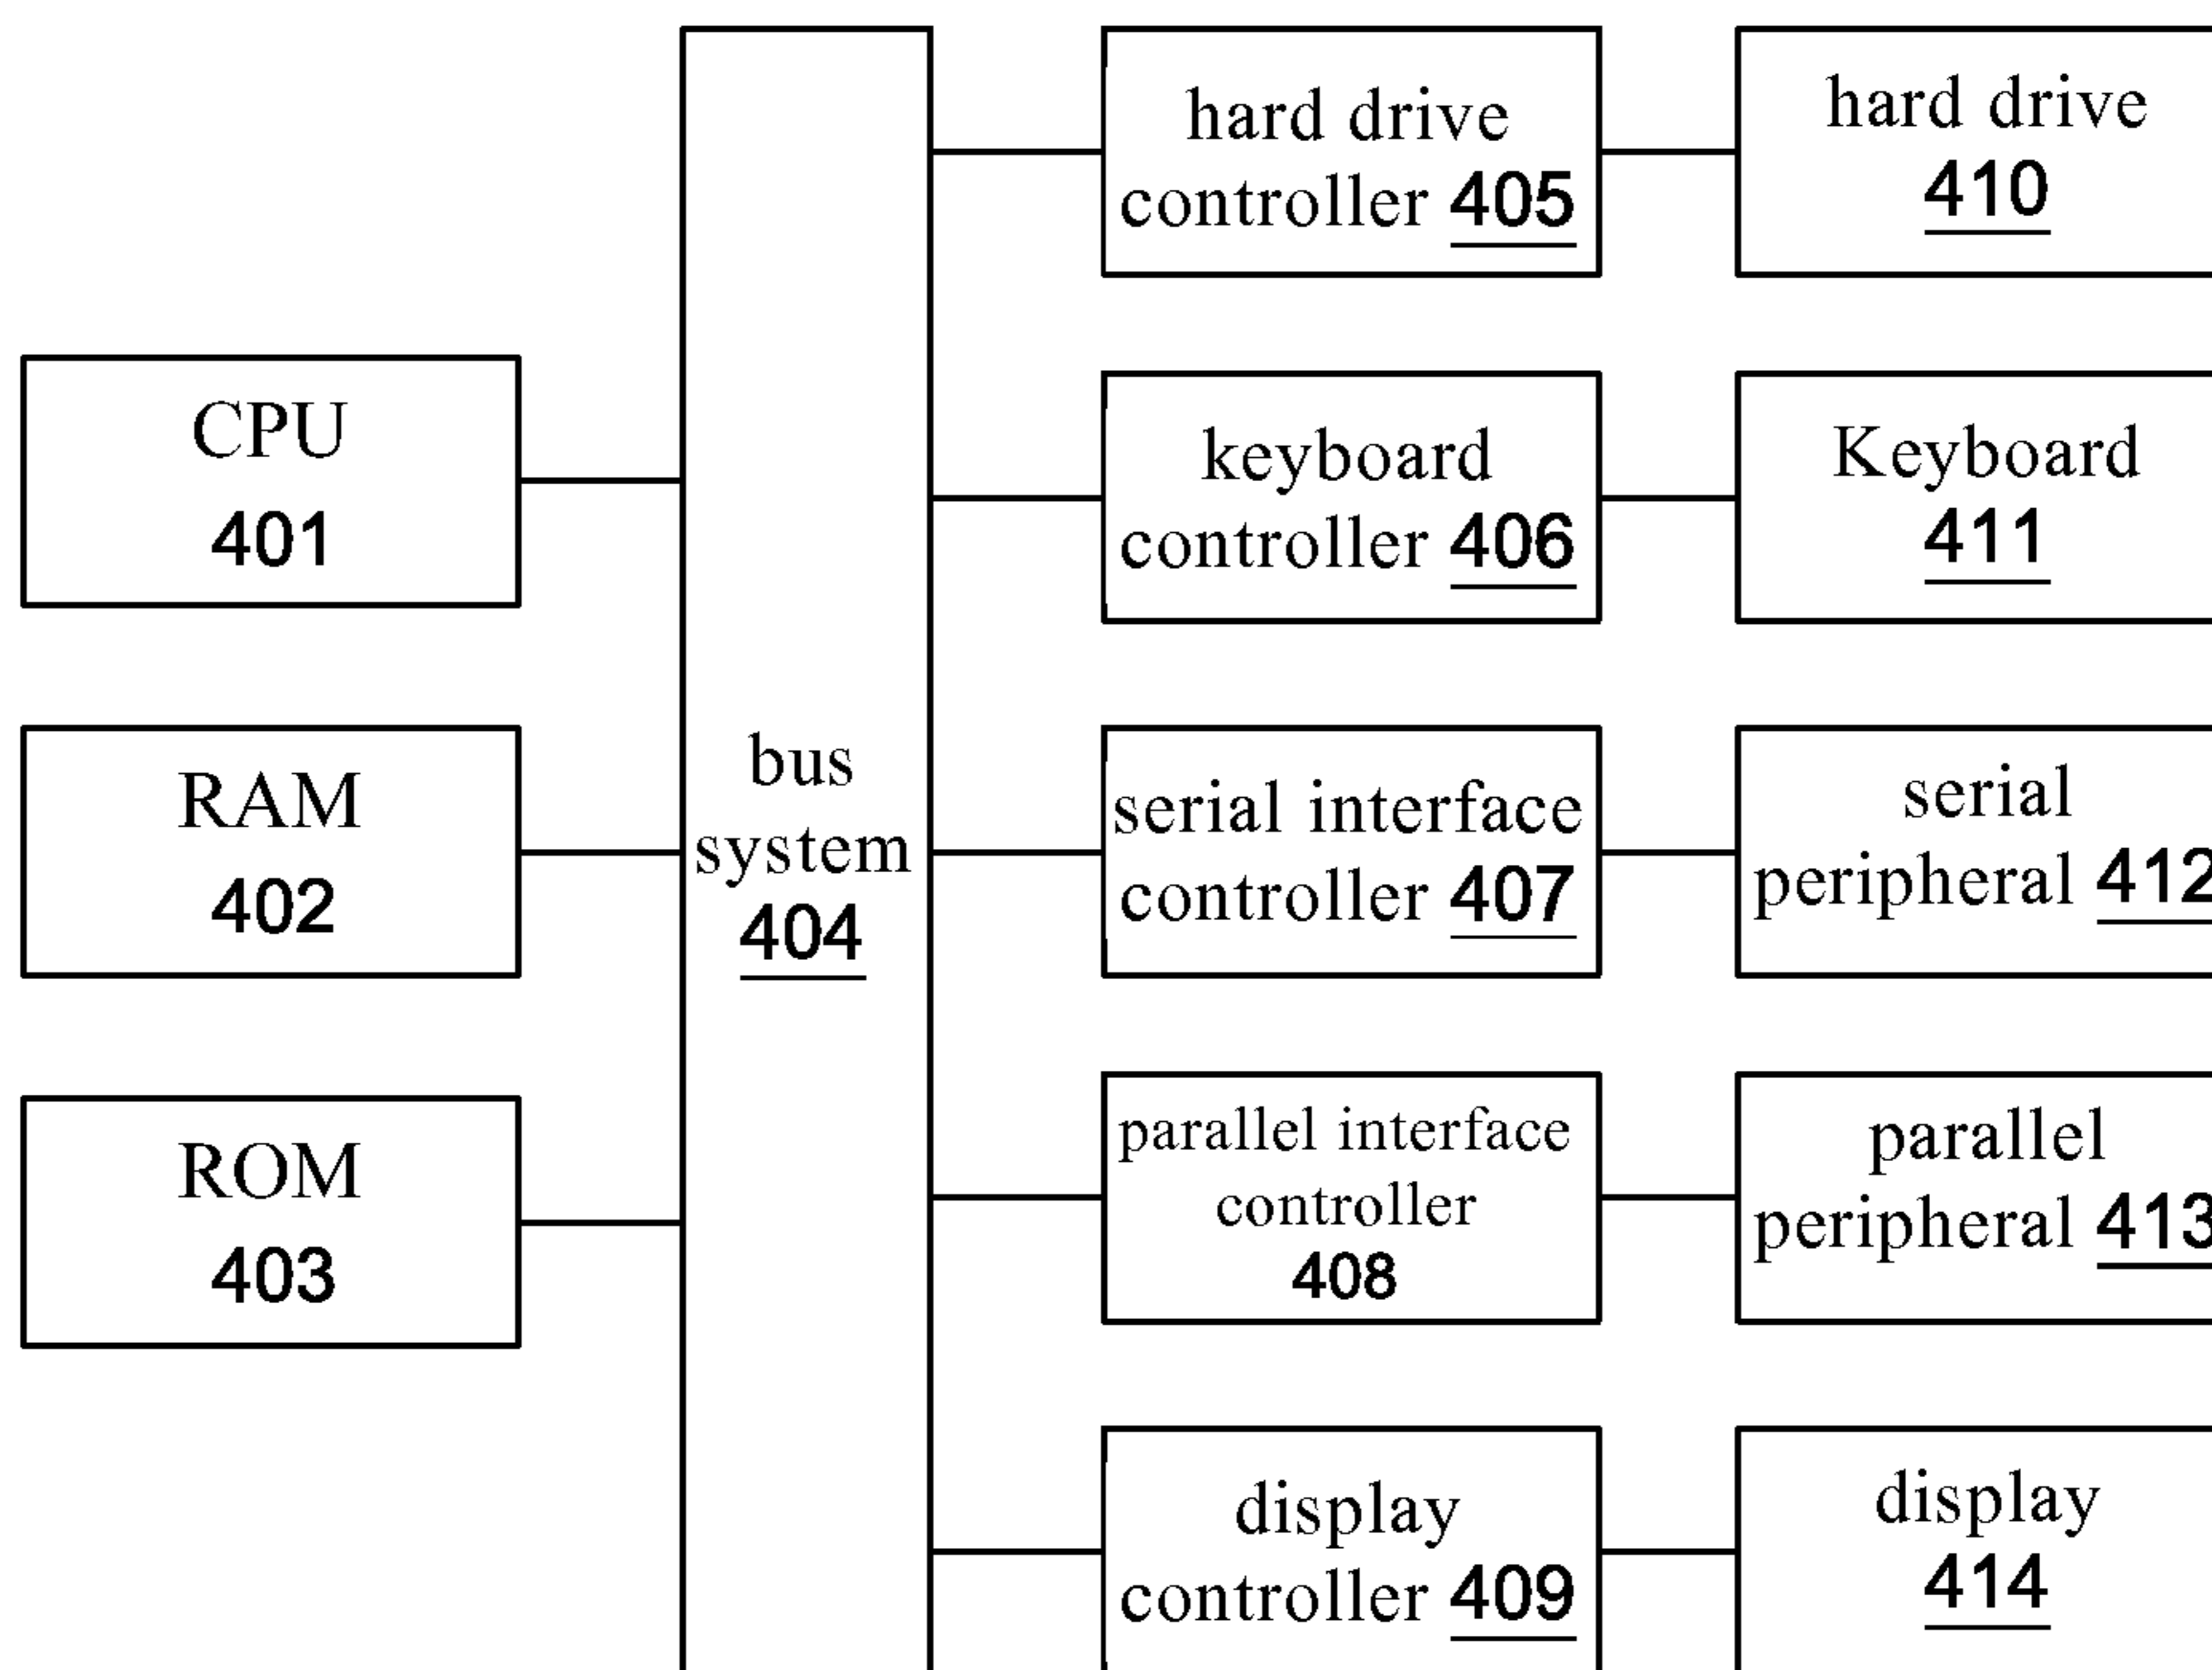 CPU
401
RAM
402
ROM
403
bus
system
404
hard drive
controller 405
keyboard
controller 406
serial interface
controller 407
parallel interface
controller
408
display
controller 409
hard drive
410
Keyboard
411
serial
peripheral 412
parallel
peripheral 413
display
414